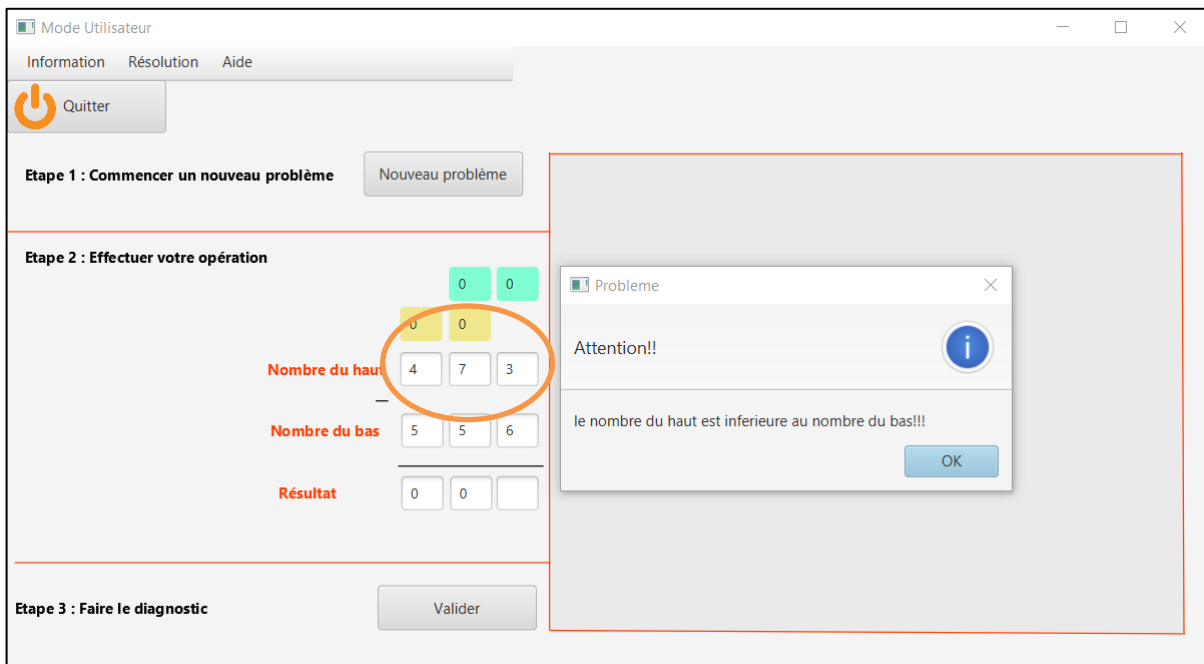 Mode Utilisateur
Information Résolution Aide
Quitter
Etape 1 : Commencer un nouveau problème
Nouveau problème
Etape 2 : Effectuer votre opération
0 0
0 0
Nombre du haut 4 7 3
—
Nombre du bas 5 5 6
Résultat 0 0
Probleme
Attention!!
i
le nombre du haut est inferieure au nombre du bas!!!
OK
Etape 3 : Faire le diagnostic
Valider